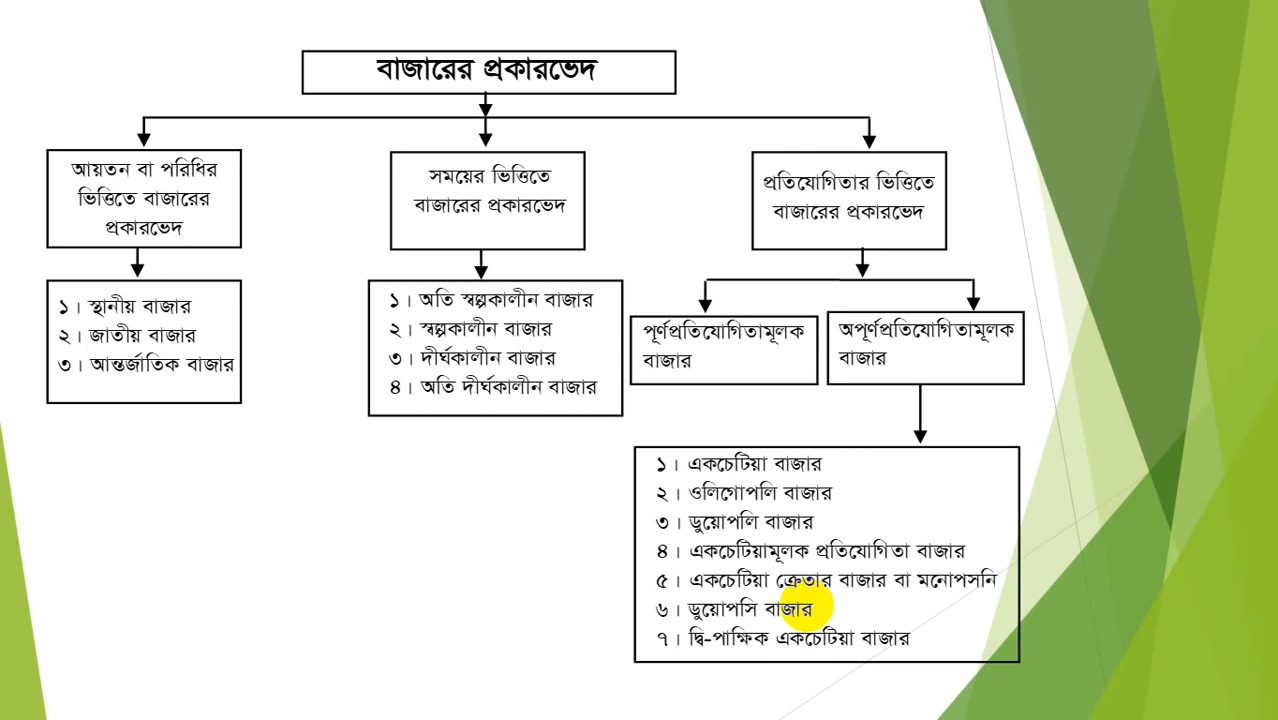 বাজারের প্রকারভেদ
আয়তন বা পরিধির
ভিত্তিতে বাজারের
প্রকারভেদ
সময়ের ভিত্তিতে
বাজারের প্রকারভেদ
প্রতিযোগিতার ভিত্তিতে
বাজারের প্রকারভেদ
১। স্থানীয় বাজার
২। জাতীয় বাজার
৩। আন্তর্জাতিক বাজার
১। অতি স্বল্পকালীন বাজার
২। স্বল্পকালীন বাজার
৩। দীর্ঘকালীন বাজার
৪। অতি দীর্ঘকালীন বাজার
পূর্ণপ্রতিযোগিতামূলক
বাজার
অপূর্ণপ্রতিযোগিতামূলক
বাজার
১। একচেটিয়া বাজার
২। ওলিগোপলি বাজার
৩। ডুয়োপলি বাজার
৪। একচেটিয়ামূলক প্রতিযোগিতা বাজার
৫। একচেটিয়া ক্রেতার বাজার বা মনোপসনি
৬। ডুয়োপসি বাজার
৭। দ্বি-পাক্ষিক একচেটিয়া বাজার